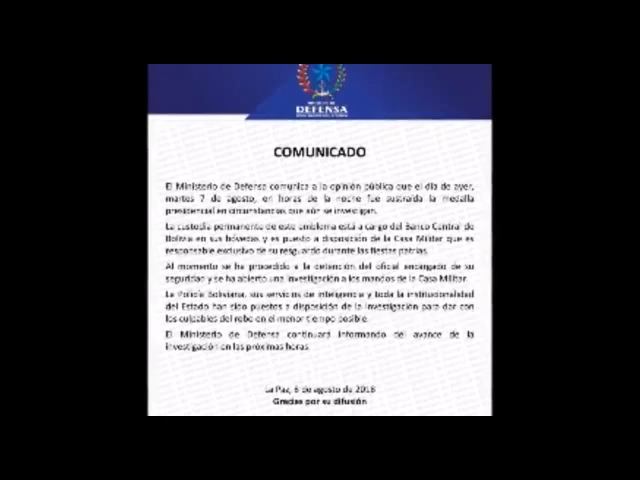 MINISTERIO DE
DEFENSA
COMUNICADO
El Ministerio de Defensa comunica a la opinión pública que el día de ayer,
martes 7 de agosto, en horas de la noche fue sustraída la medalla
presidencial en circunstancias que aún se investigan.
La custodia permanente de este emblema está a cargo del Banco Central de
Bolivia en sus bóvedas y es puesto a disposición de la Casa Militar que es
responsable exclusivo de su resguardo durante las fiestas patrias.
Al momento se ha procedido a la detención del oficial encargado de su
seguridad y se ha abierto una investigación a los mandos de la Casa Militar.
La Policía Boliviana, sus servicios de inteligencia y toda la institucionalidad
del Estado han sido puestos a disposición de la investigación para dar con
los culpables del robo en el menor tiempo posible.
El Ministerio de Defensa continuará informando del avance de la
investigación en las próximas horas.
La Paz, 8 de agosto de 2018
Gracias por su difusión